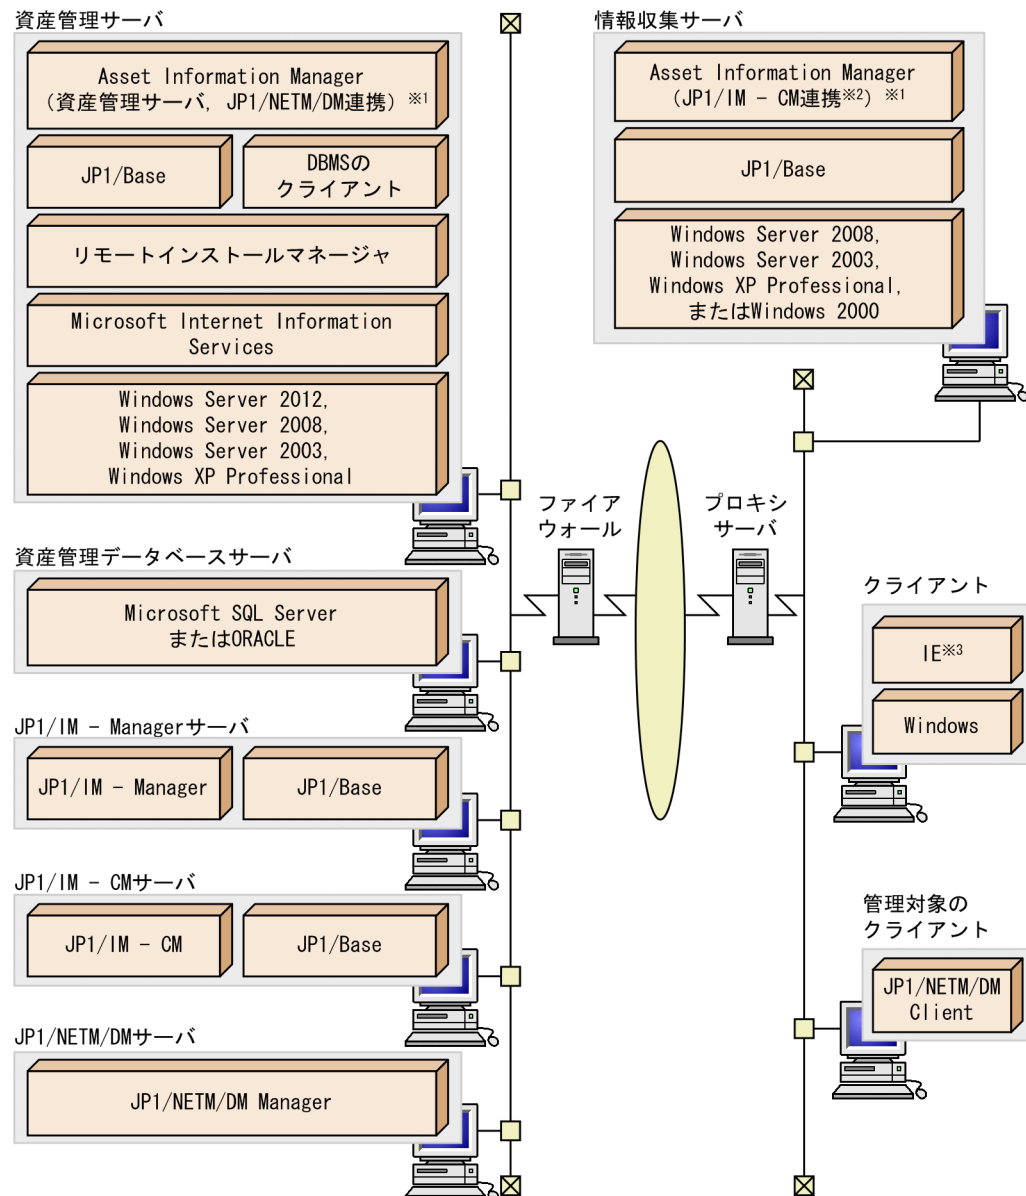 資産管理サーバ
Asset Information Manager
（資産管理サーバ，JP1/NETM/DM連携）※1
JP1/Base
DBMSの
クライアント
リモートインストールマネージャ
Microsoft Internet Information
Services
Windows Server 2012,
Windows Server 2008,
Windows Server 2003,
Windows XP Professional
資産管理データベースサーバ
Microsoft SQL Server
またはORACLE
JP1/IM - Managerサーバ
JP1/IM - Manager
JP1/Base
JP1/IM - CMサーバ
JP1/IM - CM
JP1/Base
JP1/NETM/DMサーバ
JP1/NETM/DM Manager
ファイア
ウォール
プロキシ
サーバ
情報収集サーバ
Asset Information Manager
（JP1/IM - CM連携※2）※1
JP1/Base
Windows Server 2008,
Windows Server 2003,
Windows XP Professional,
またはWindows 2000
クライアント
IE※3
Windows
管理対象の
クライアント
JP1/NETM/DM
Client